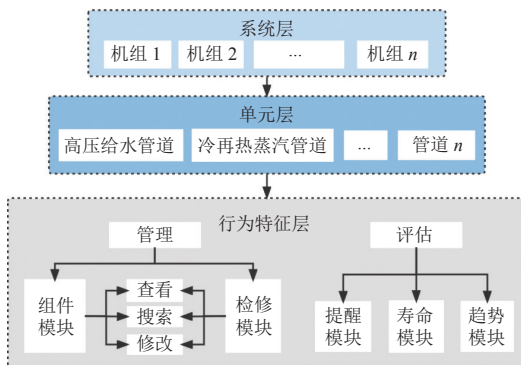 系统层
机组 1 机组 2 ... 机组 n
单元层
高压给水管道 冷再热蒸汽管道 ... 管道 n
行为特征层
管理 评估
组件
模块
查看
搜索
修改
检修
模块
提醒
模块
寿命
模块
趋势
模块